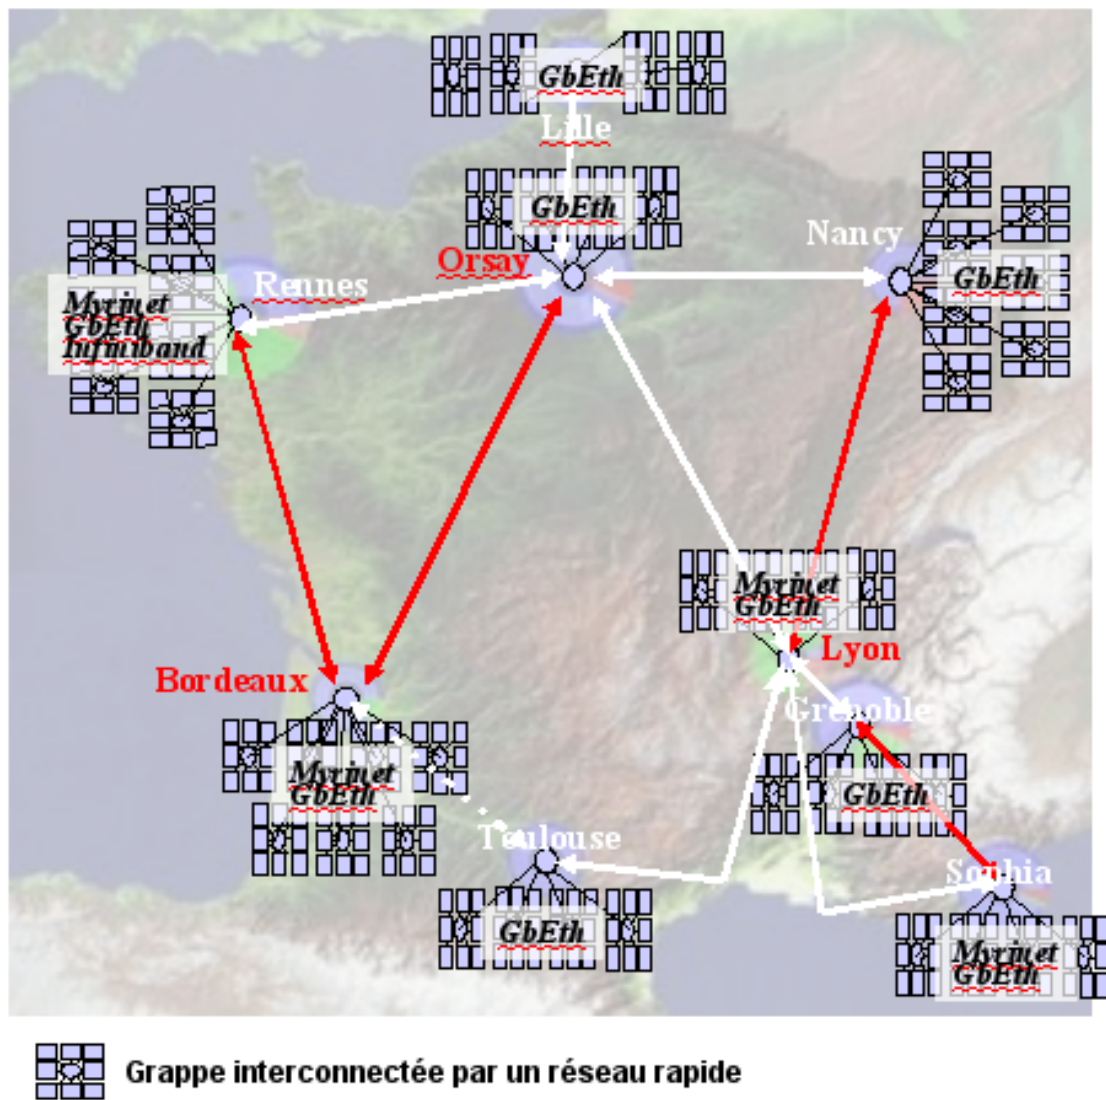 GbEth
Lille
GbEth
Nancy
Orsay
Rennes
GbEth
Myrinet
GbEth
Infiniband
Myrinet
GbEth
Lyon
Bordeaux
Grenoble
Myrinet
GbEth
GbEth
Toulouse
Sophia
GbEth
Myrinet
GbEth
Grappe interconnectée par un réseau rapide